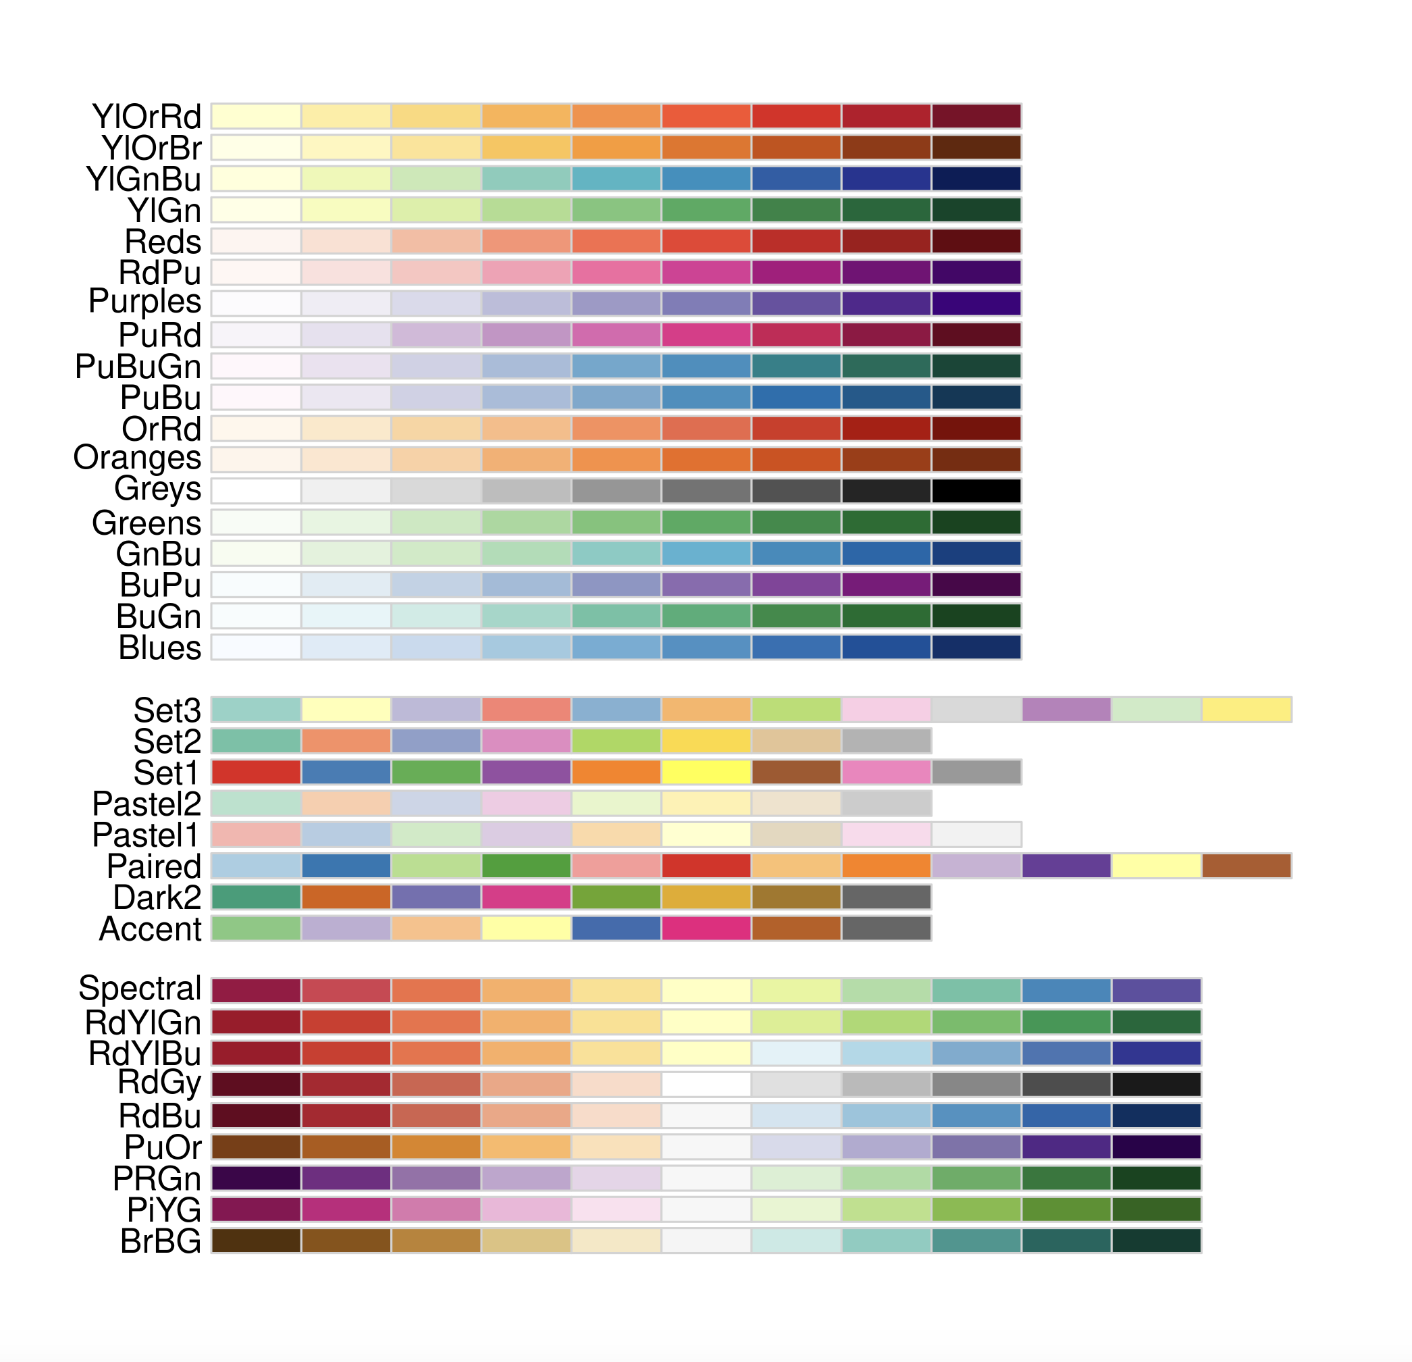 YlOrRd
YlOrBr
YlGnBu
YlGn
Reds
RdPu
Purples
PuRd
PuBuGn
PuBu
OrRd
Oranges
Greys
Greens
GnBu
BuPu
BuGn
Blues
Set3
Set2
Set1
Pastel2
Pastel1
Paired
Dark2
Accent
Spectral
RdYlGn
RdYlBu
RdGy
RdBu
PuOr
PRGn
PiYG
BrBG